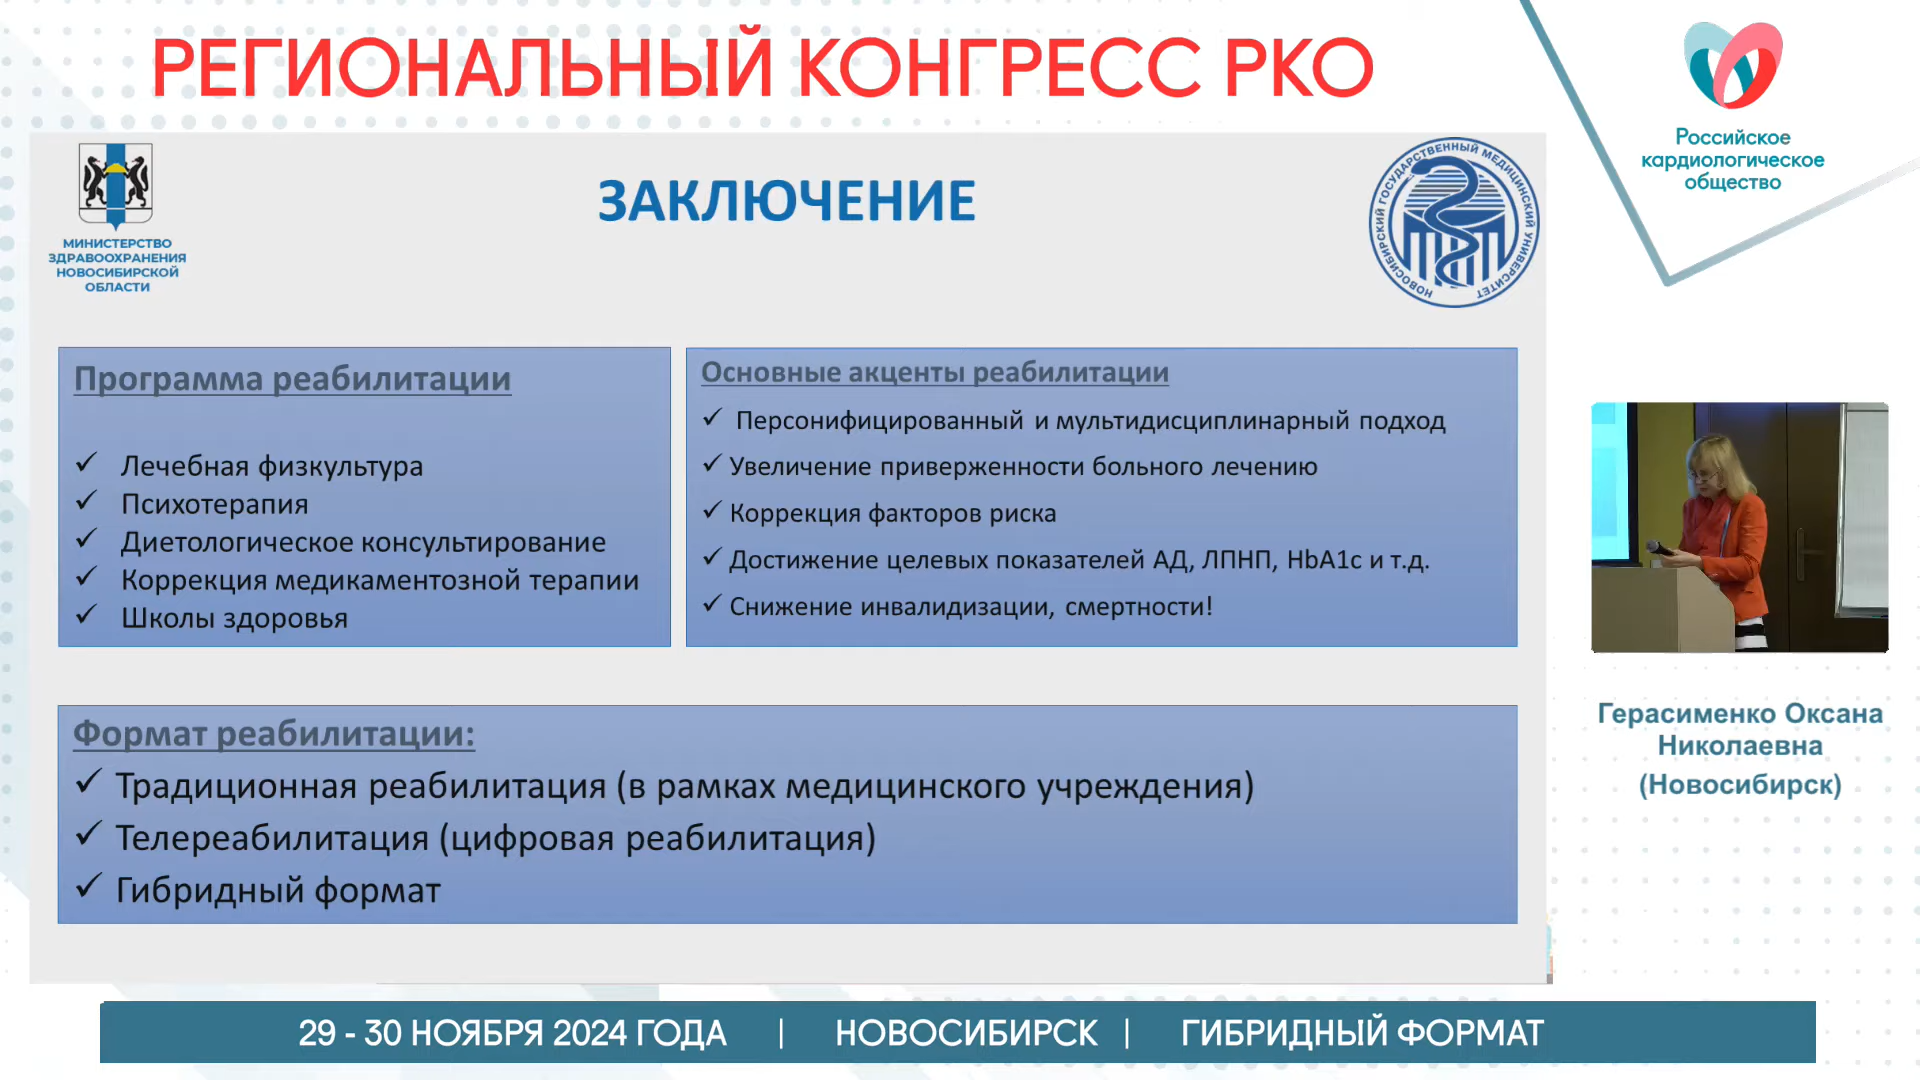 РЕГИОНАЛЬНЫЙ КОНГРЕСС РКО
Российское
кардиологическое
общество
МИНИСТЕРСТВО
ЗДРАВООХРАНЕНИЯ
НОВОСИБИРСКОЙ
ОБЛАСТИ
ЗАКЛЮЧЕНИЕ
НОВОСИБИРСКИЙ ГОСУДАРСТВЕННЫЙ МЕДИЦИНСКИЙ УНИВЕРСИТЕТ
Программа реабилитации
✓ Лечебная физкультура
✓ Психотерапия
✓ Диетологическое консультирование
✓ Коррекция медикаментозной терапии
✓ Школы здоровья
Основные акценты реабилитации
✓ Персонифицированный и мультидисциплинарный подход
✓ Увеличение приверженности больного лечению
✓ Коррекция факторов риска
✓ Достижение целевых показателей АД, ЛПНП, HbA1c и т.д.
✓ Снижение инвалидизации, смертности!
Формат реабилитации:
✓ Традиционная реабилитация (в рамках медицинского учреждения)
✓ Телереабилитация (цифровая реабилитация)
✓ Гибридный формат
Герасименко Оксана
Николаевна
(Новосибирск)
29 - 30 НОЯБРЯ 2024 ГОДА | НОВОСИБИРСК | ГИБРИДНЫЙ ФОРМАТ